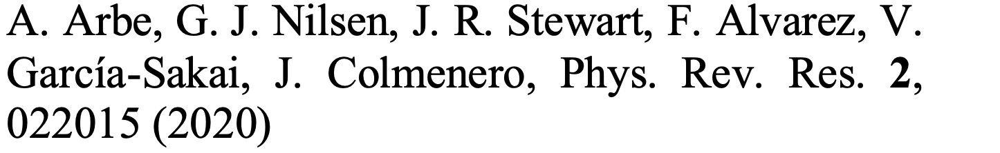 A. Arbe, G. J. Nilsen, J. R. Stewart, F. Alvarez, V.
García-Sakai, J. Colmenero, Phys. Rev. Res. 2,
022015 (2020)